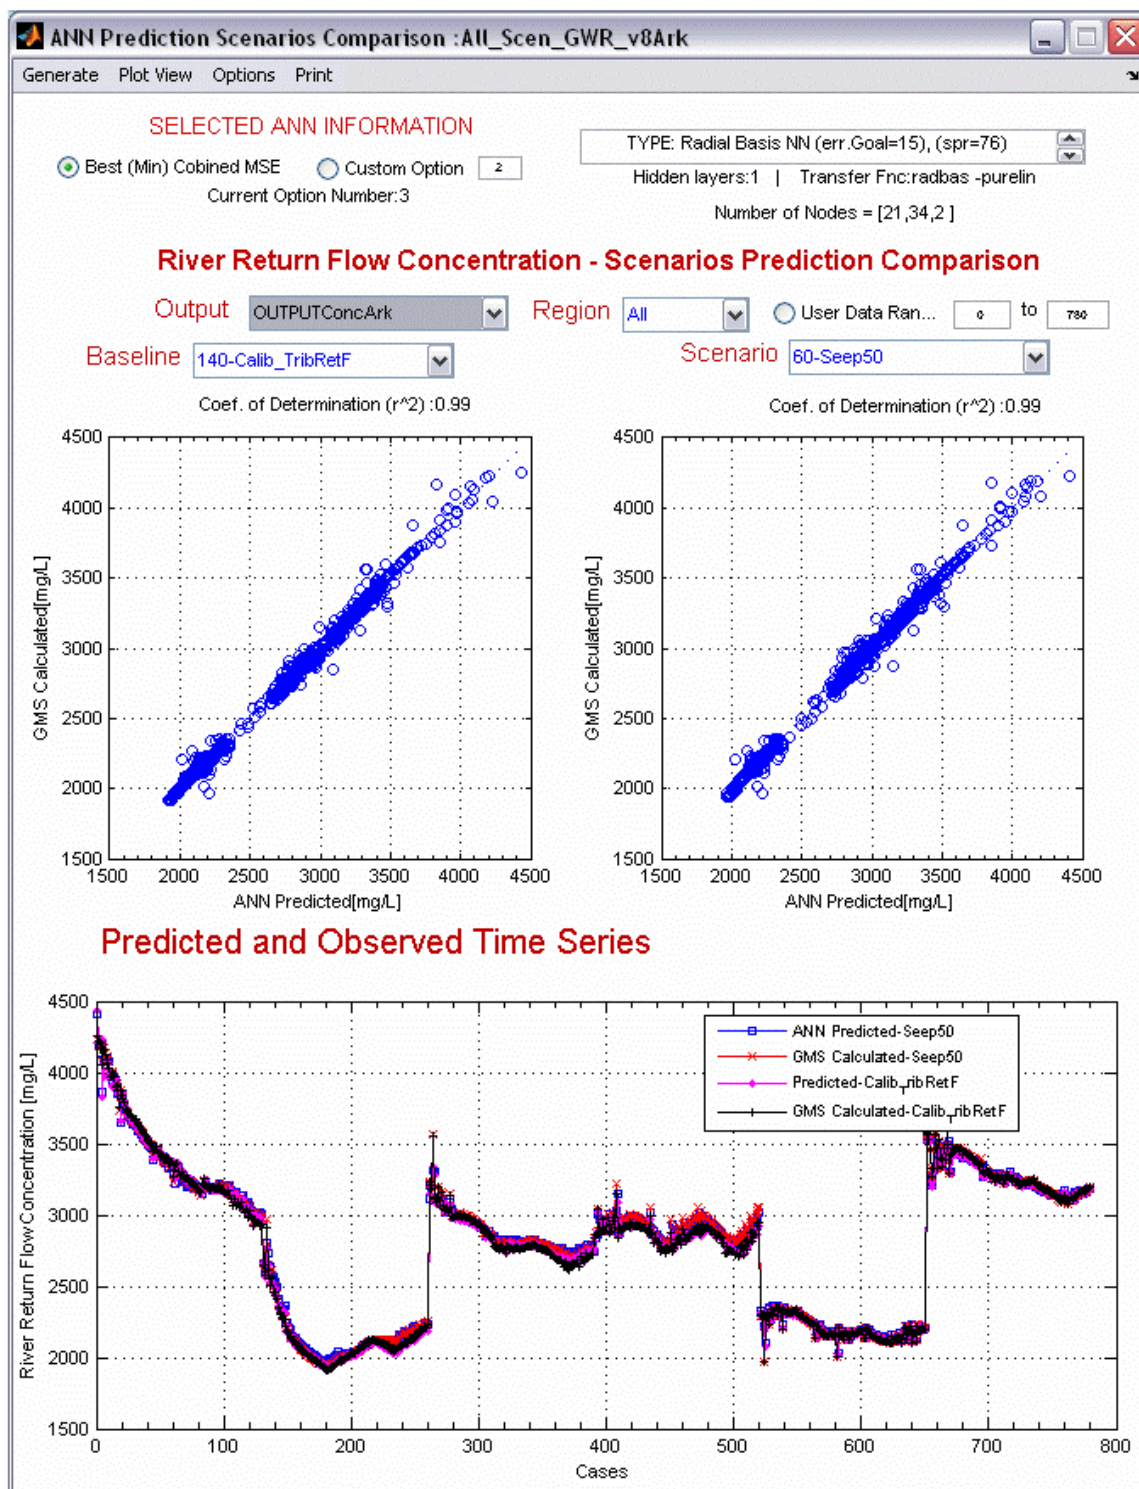 ANN Prediction Scenarios Comparison :All_Scen_GWR_v8Ark
Generate Plot View Options Print
SELECTED ANN INFORMATION
Best (Min) Cobined MSE Custom Option 2
Current Option Number:3
TYPE: Radial Basis NN (err.Goal=15), (spr=76)
Hidden layers:1 | Transfer Fnc:radbas -purelin
Number of Nodes = [21,34,2 ]
River Return Flow Concentration - Scenarios Prediction Comparison
Output OUTPUTConcArk Region All User Data Ran... 0 to 780
Baseline 140-Calib_TribRetF Scenario 60-Seep50
Coef. of Determination (r^2) :0.99
4500
4000
3500
3000
2500
2000
1500
GMS Calculated[mg/L]
1500 2000 2500 3000 3500 4000 4500
ANN Predicted[mg/L]
Coef. of Determination (r^2) :0.99
4500
4000
3500
3000
2500
2000
1500
GMS Calculated[mg/L]
1500 2000 2500 3000 3500 4000 4500
ANN Predicted[mg/L]
Predicted and Observed Time Series
4500
4000
3500
3000
2500
2000
1500
River Return FlowConcentration [mg/L]
ANN Predicted-Seep50
GMS Calculated-Seep50
Predicted-Calib_TribRetF
GMS Calculated-Calib_TribRetF
0 100 200 300 400 500 600 700 800
Cases